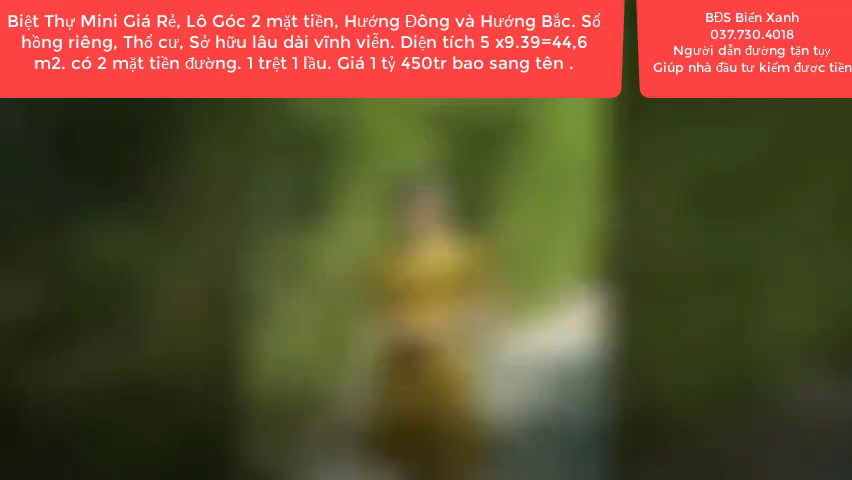 Biệt Thự Mini Giá Rẻ, Lô Góc 2 mặt tiền, Hướng Đông và Hướng Bắc. Sổ
hồng riêng, Thổ cư, Sở hữu lâu dài vĩnh viễn. Diện tích 5 x9.39=44,6
m2. có 2 mặt tiền đường. 1 trệt 1 lầu. Giá 1 tỷ 450tr bao sang tên .
BĐS Biển Xanh
037.730.4018
Người dẫn đường tận tụy
Giúp nhà đầu tư kiếm được tiền